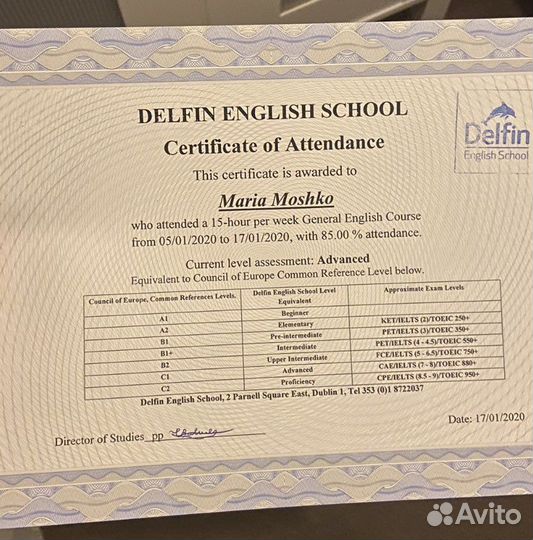 DELFIN ENGLISH SCHOOL
Delfin
English School
Certificate of Attendance
This certificate is awarded to
Maria Moshko
who attended a 15-hour per week General English Course
from 05/01/2020 to 17/01/2020, with 85.00 % attendance.
Current level assessment: Advanced
Equivalent to Council of Europe Common Reference Level below.
Council of Europe, Common References Levels. Delfin English School Level Equivalent Approximate Exam Levels
A1 Beginner
A2 Elementary KET/IELTS (2)/TOEIC 250+
B1 Pre-intermediate PET/IELTS (3)/TOEIC 350+
B1+ Intermediate PET/IELTS (4 - 4.5)/TOEIC 550+
B2 Upper Intermediate FCE/IELTS (5 - 6.5)/TOEIC 750+
C1 Advanced CAE/IELTS (7 - 8)/TOEIC 880+
C2 Proficiency CPE/IELTS (8.5 - 9)/TOEIC 950+
Delfin English School, 2 Parnell Square East, Dublin 1, Tel 353 (0)1 8722037
Date: 17/01/2020
Director of Studies pp
Avito